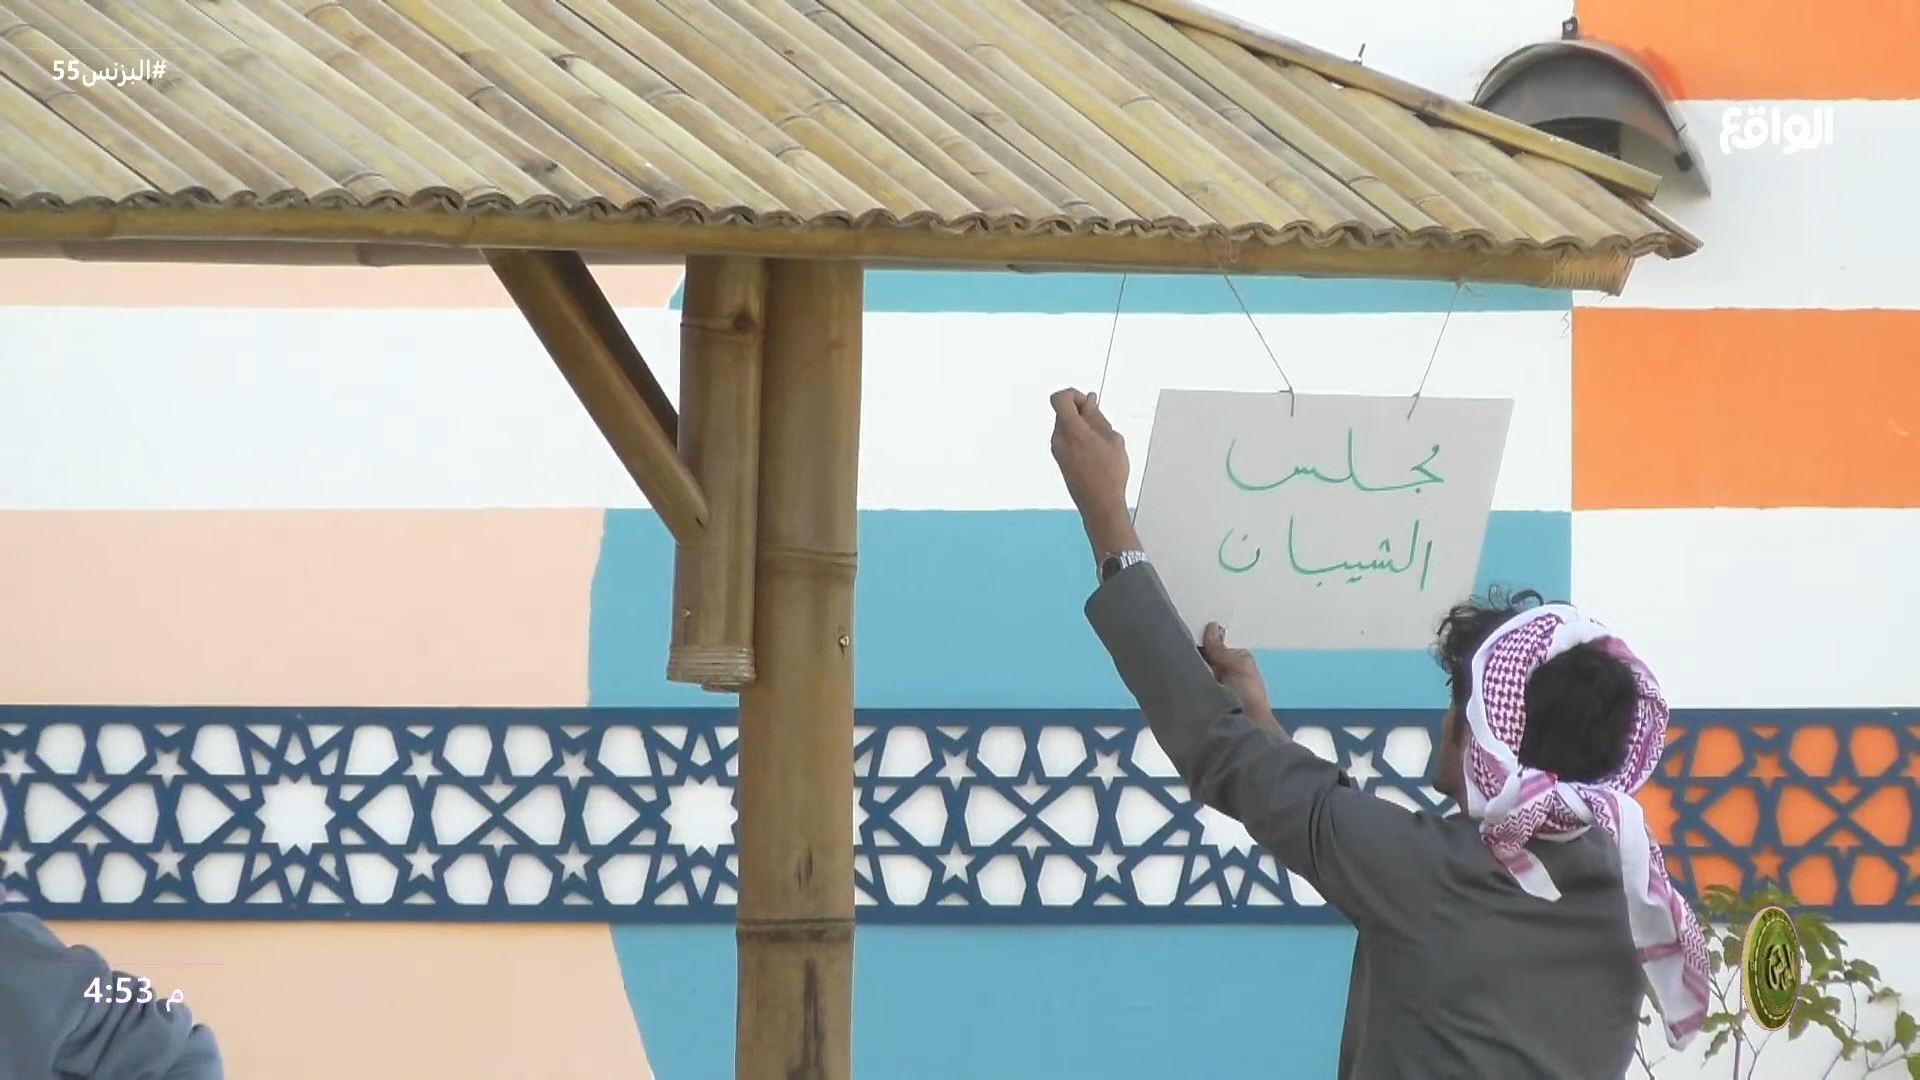 #البزنس55
الواقع
مجلس
الشيبان
4:53 م